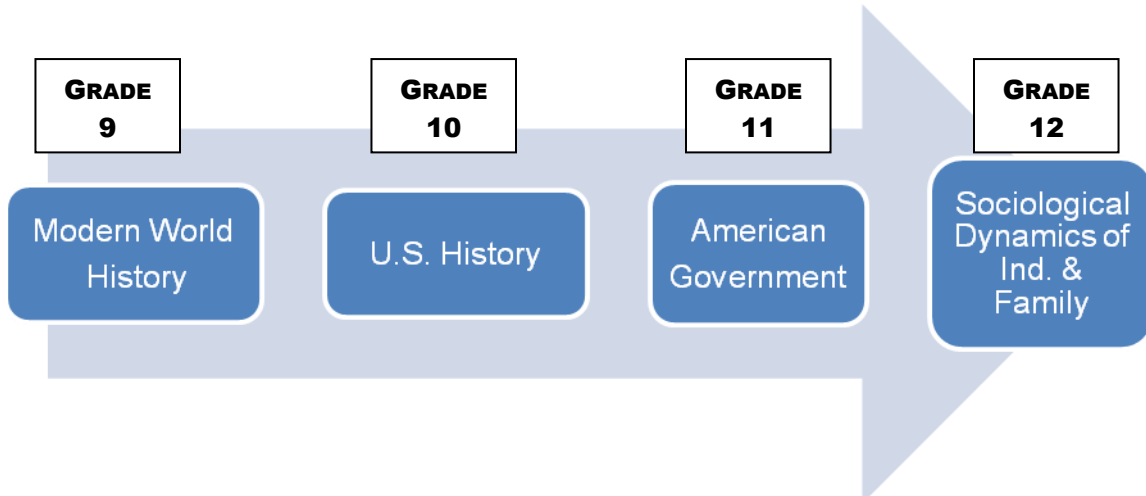 GRADE
9
GRADE
10
GRADE
11
GRADE
12
Modern World
History
U.S. History
American
Government
Sociological
Dynamics of
Ind. &
Family